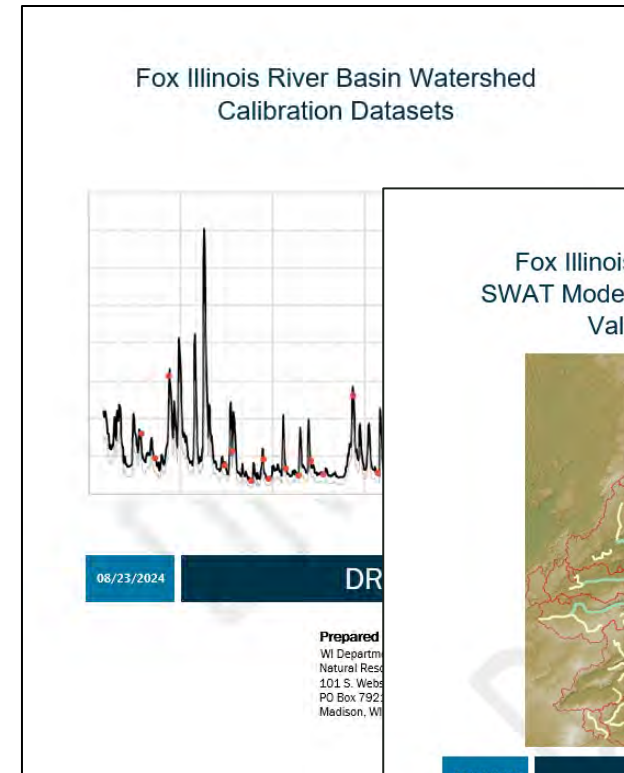 Fox Illinois River Basin Watershed
Calibration Datasets
08/23/2024
DR
Prepared
WI Departm
Natural Reso
101 S. Webs
PO Box 792
Madison, WI
Fox Illinois
SWAT Mode
Val